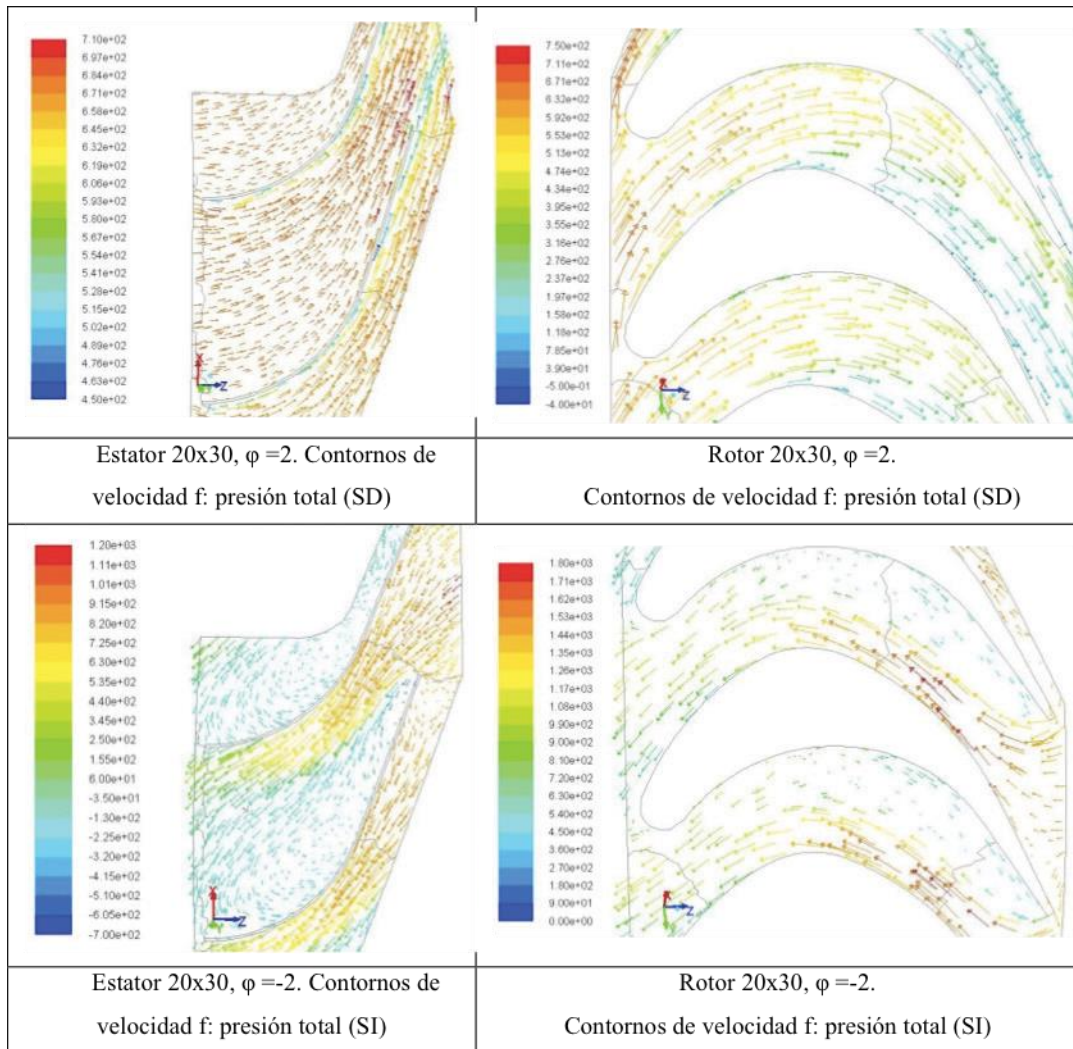 7.10e+02
6.97e+02
6.84e+02
6.71e+02
6.58e+02
6.45e+02
6.32e+02
6.19e+02
6.06e+02
5.93e+02
5.80e+02
5.67e+02
5.54e+02
5.41e+02
5.28e+02
5.15e+02
5.02e+02
4.89e+02
4.76e+02
4.63e+02
4.50e+02
X
Z
7.50e+02
7.11e+02
6.71e+02
6.32e+02
5.92e+02
5.53e+02
5.13e+02
4.74e+02
4.34e+02
3.95e+02
3.55e+02
3.16e+02
2.76e+02
2.37e+02
1.97e+02
1.58e+02
1.18e+02
7.85e+01
3.90e+01
-5.00e-01
-4.00e+01
X
Z
Estator 20x30, φ =2. Contornos de
velocidad f: presión total (SD)
Rotor 20x30, φ =2.
Contornos de velocidad f: presión total (SD)
1.20e+03
1.11e+03
1.01e+03
9.15e+02
8.20e+02
7.25e+02
6.30e+02
5.35e+02
4.40e+02
3.45e+02
2.50e+02
1.55e+02
6.00e+01
-3.50e+01
-1.30e+02
-2.25e+02
-3.20e+02
-4.15e+02
-5.10e+02
-6.05e+02
-7.00e+02
X
Y
Z
1.80e+03
1.71e+03
1.62e+03
1.53e+03
1.44e+03
1.35e+03
1.26e+03
1.17e+03
1.08e+03
9.90e+02
9.00e+02
8.10e+02
7.20e+02
6.30e+02
5.40e+02
4.50e+02
3.60e+02
2.70e+02
1.80e+02
9.00e+01
0.00e+00
X
Z
Estator 20x30, φ =-2. Contornos de
velocidad f: presión total (SI)
Rotor 20x30, φ =-2.
Contornos de velocidad f: presión total (SI)